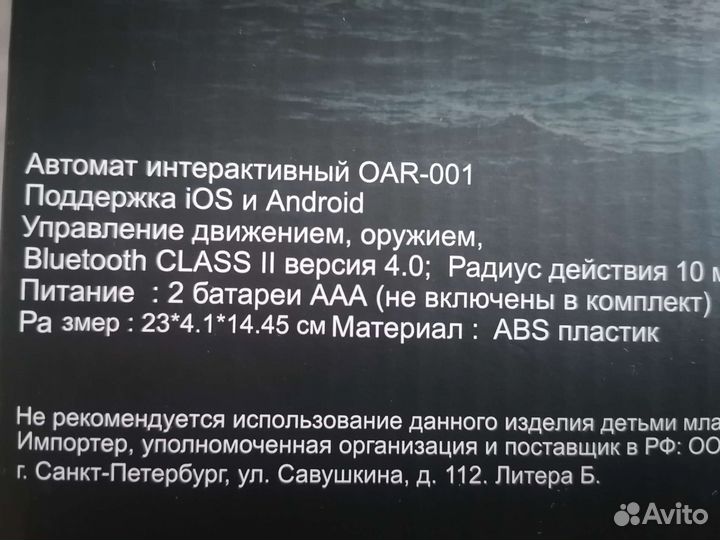 Автомат интерактивный OAR-001
Поддержка iOS и Android
Управление движением, оружием,
Bluetooth CLASS II версия 4.0; Радиус действия 10 м
Питание : 2 батареи AAA (не включены в комплект)
Ра змер : 23*4.1*14.45 см Материал : ABS пластик
Не рекомендуется использование данного изделия детьми
Импортер, уполномоченная организация и поставщик в РФ:
г. Санкт-Петербург, ул. Савушкина, д. 112. Литера Б.
Avito